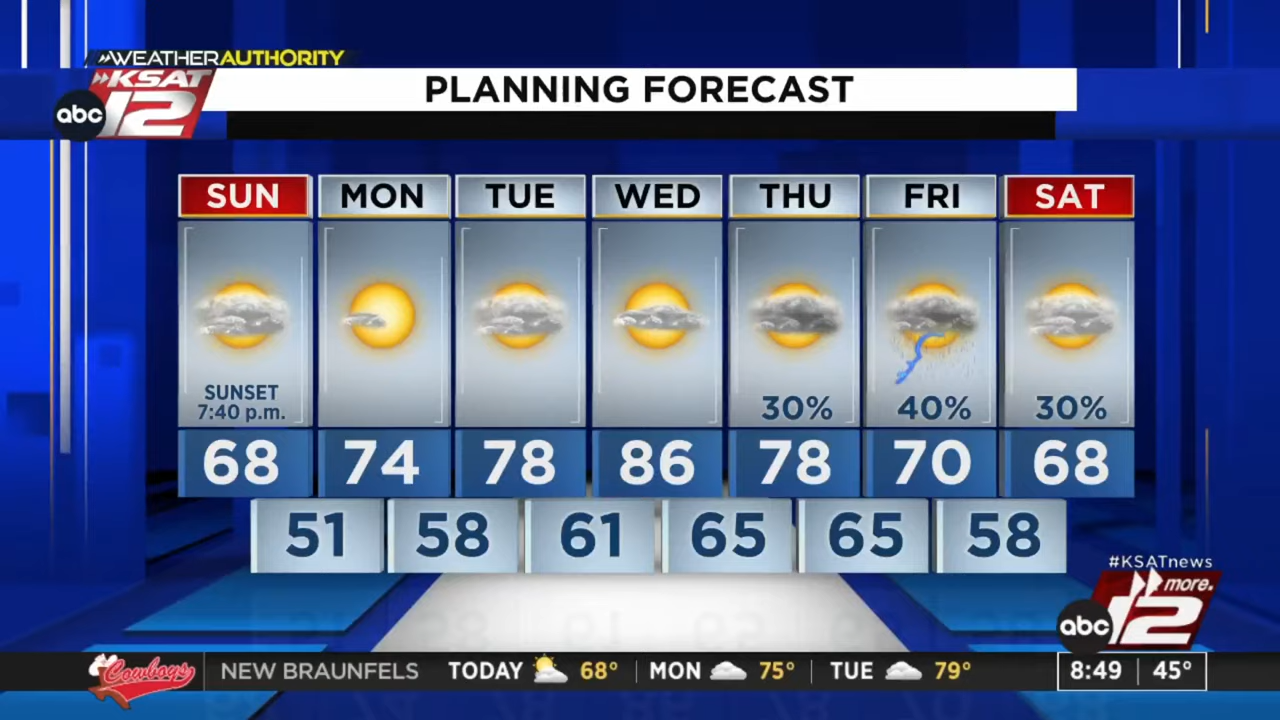 WEATHERAUTHORITY
KSAT
abc 12
PLANNING FORECAST
SUN MON TUE WED THU FRI SAT
SUNSET
7:40 p.m.
30% 40% 30%
68 74 78 86 78 70 68
51 58 61 65 65 58
#KSATnews
more.
abc 12
Cowboys NEW BRAUNFELS TODAY 68° MON 75° TUE 79° 8:49 45°